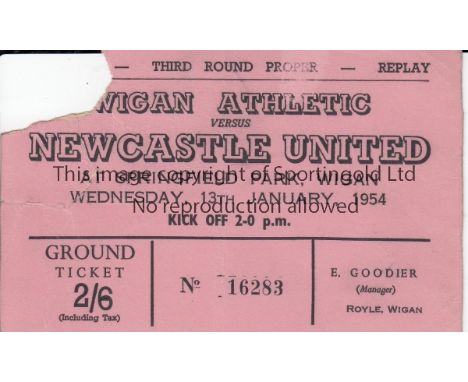 — THIRD ROUND PROPER — REPLAY
WIGAN ATHLETIC
VERSUS
NEWCASTLE UNITED
This image copyright of Sportingold Ltd
AT SPRINGFIELD PARK, WIGAN
WEDNESDAY, 13TH JANUARY, 1954
No reproduction allowed
KICK OFF 2-0 p.m.
GROUND
TICKET
2/6
(Including Tax)
No 16283
E. GOODIER
(Manager)
ROYLE, WIGAN